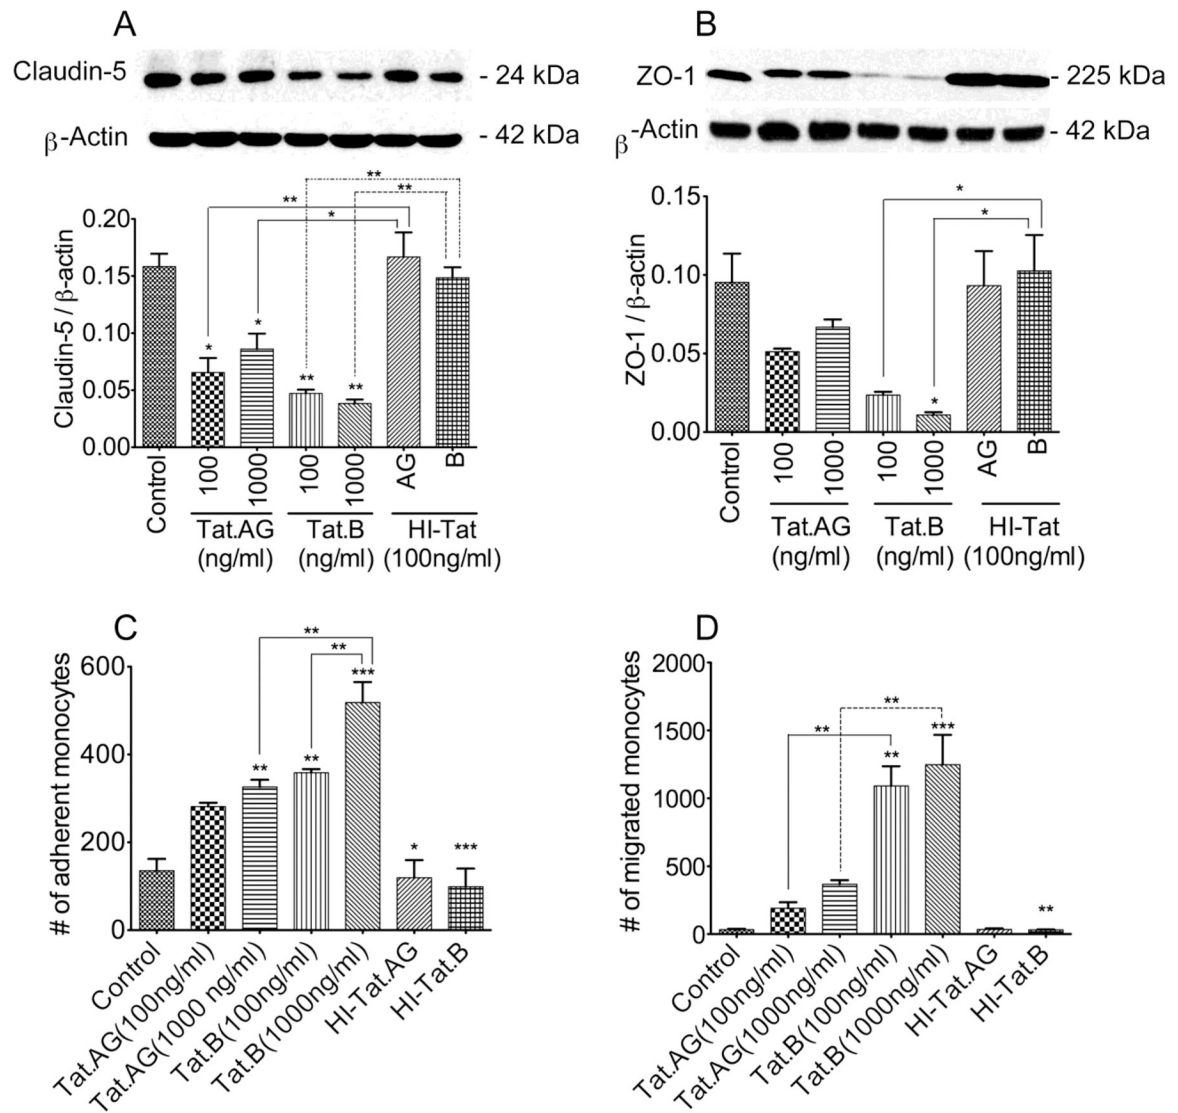 A
Claudin-5
- 24 kDa
β-Actin
- 42 kDa
** 
**
**
*
Claudin-5 / β-actin
0.20
0.15
0.10
0.05
0.00
*
*
**
**
Control
100
1000
100
1000
AG
B
Tat.AG
(ng/ml)
Tat.B
(ng/ml)
HI-Tat
(100ng/ml)
B
ZO-1
- 225 kDa
β-Actin
- 42 kDa
*
*
ZO-1 / β-actin
0.15
0.10
0.05
0.00
*
Control
100
1000
100
1000
AG
B
Tat.AG
(ng/ml)
Tat.B
(ng/ml)
HI-Tat
(100ng/ml)
C
# of adherent monocytes
600
400
200
0
**
**
***
**
**
*
***
Control
Tat.AG(100ng/ml)
Tat.AG(1000 ng/ml)
Tat.B(100ng/ml)
Tat.B(1000ng/ml)
HI-Tat.AG
HI-Tat.B
D
# of migrated monocytes
2000
1500
1000
500
0
**
**
***
**
**
Control
Tat.AG(100ng/ml)
Tat.AG(1000ng/ml)
Tat.B(100ng/ml)
Tat.B(1000ng/ml)
HI-Tat.AG
HI-Tat.B